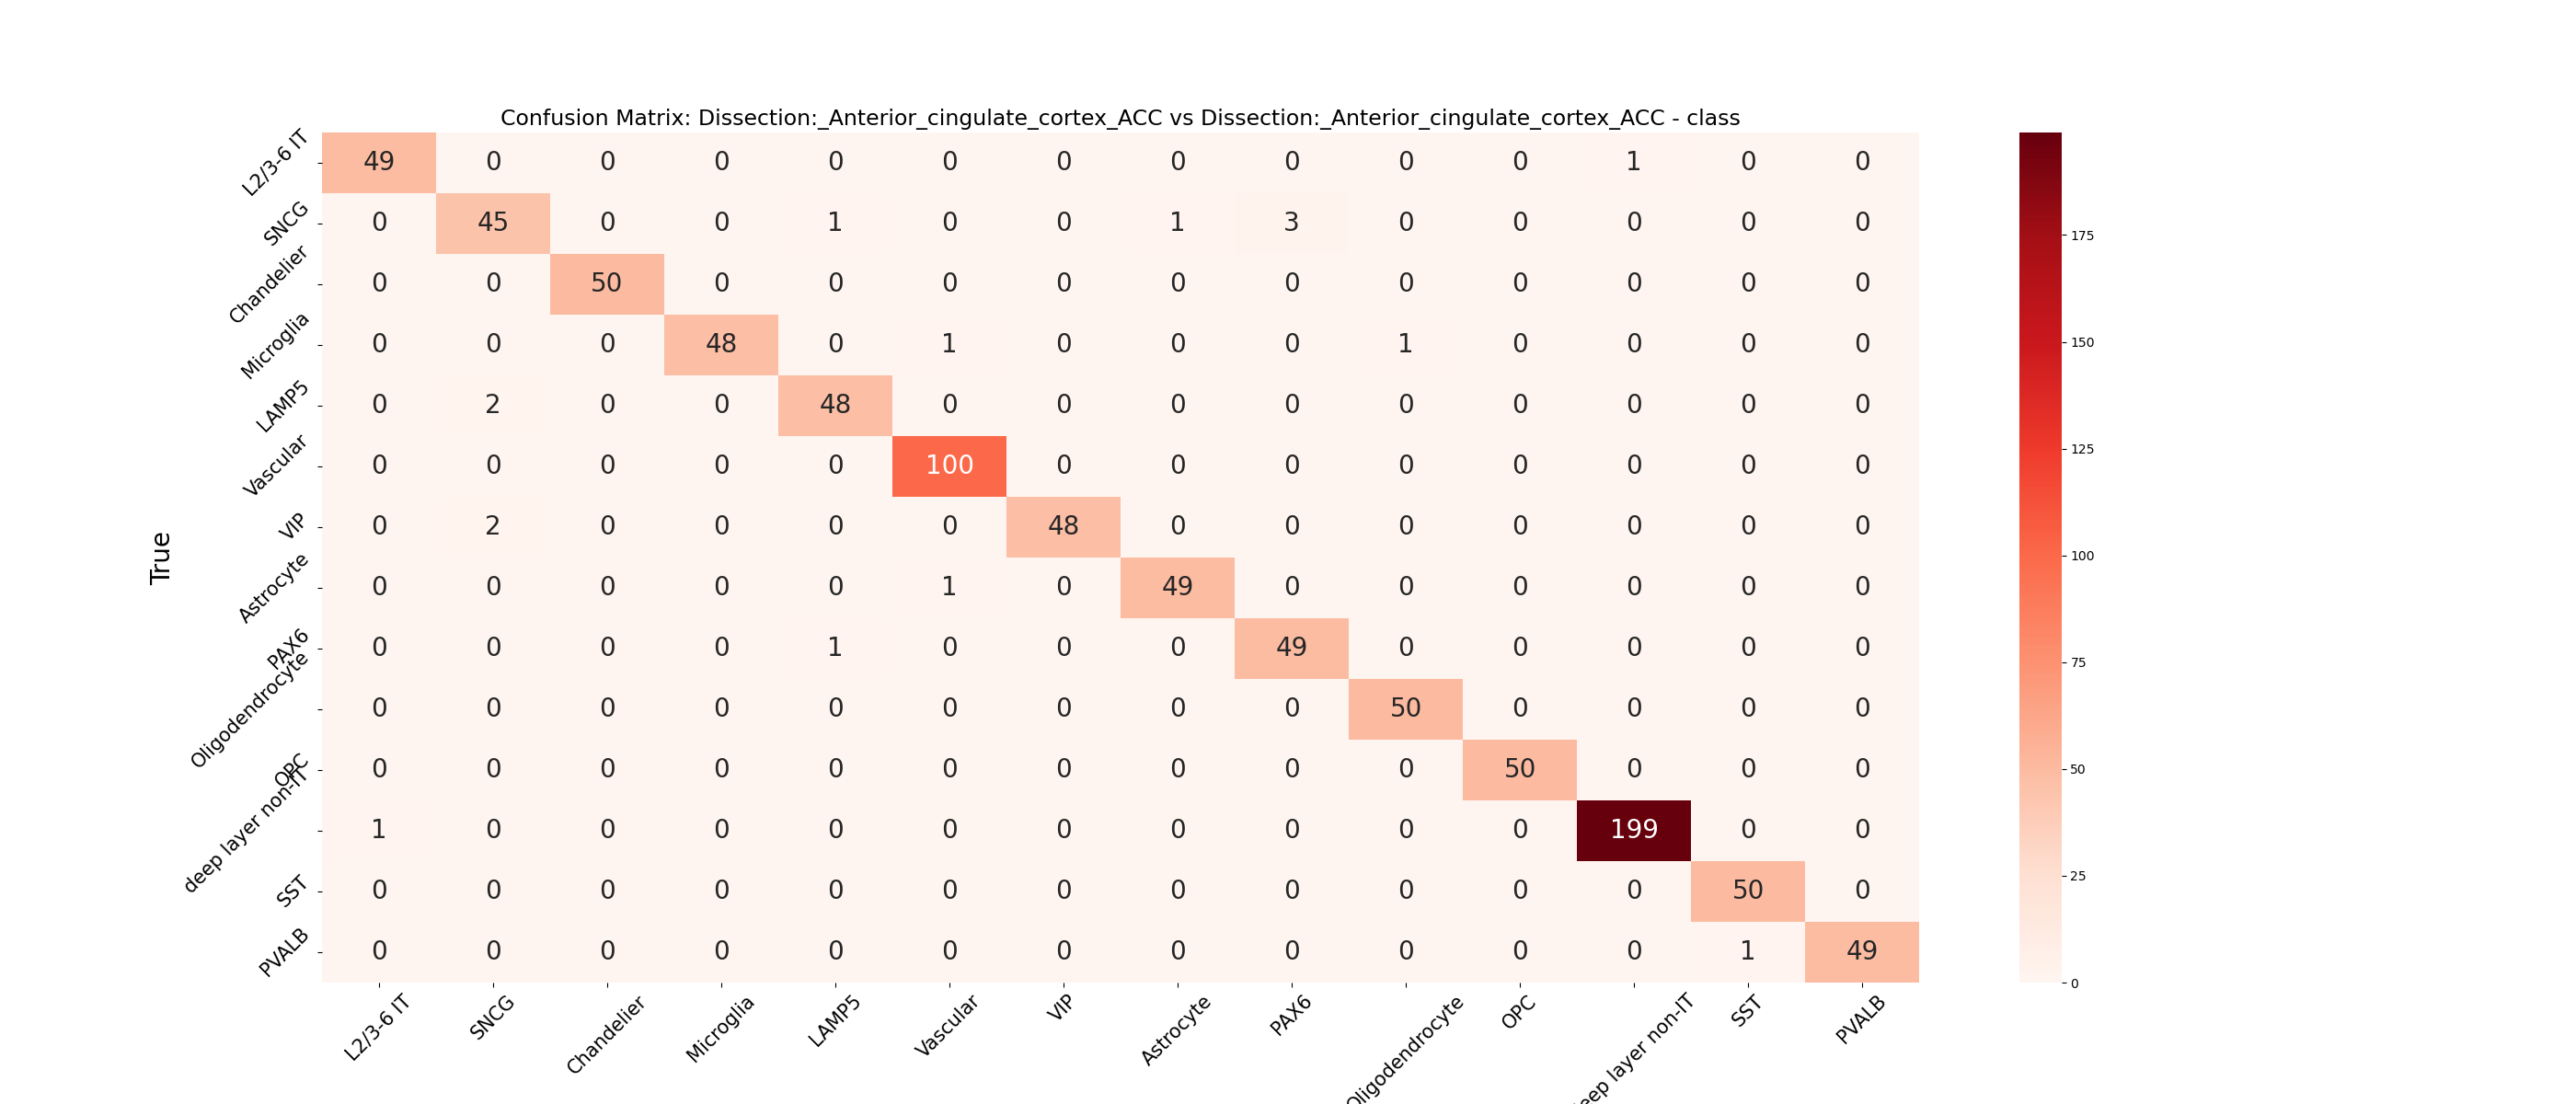 Confusion Matrix: Dissection:_Anterior_cingulate_cortex_ACC vs Dissection:_Anterior_cingulate_cortex_ACC - class
True
L2/3-6 IT 49 0 0 0 0 0 0 0 0 0 0 1 0 0
SNCG 0 45 0 0 1 0 0 1 3 0 0 0 0 0
Chandelier 0 0 50 0 0 0 0 0 0 0 0 0 0 0
Microglia 0 0 0 48 0 1 0 0 0 1 0 0 0 0
LAMP5 0 2 0 0 48 0 0 0 0 0 0 0 0 0
Vascular 0 0 0 0 0 100 0 0 0 0 0 0 0 0
VIP 0 2 0 0 0 0 48 0 0 0 0 0 0 0
Astrocyte 0 0 0 0 0 1 0 49 0 0 0 0 0 0
PAX6 0 0 0 0 1 0 0 0 49 0 0 0 0 0
Oligodendrocyte 0 0 0 0 0 0 0 0 0 50 0 0 0 0
OPC 0 0 0 0 0 0 0 0 0 0 50 0 0 0
deep layer non-IT 1 0 0 0 0 0 0 0 0 0 0 199 0 0
SST 0 0 0 0 0 0 0 0 0 0 0 0 50 0
PVALB 0 0 0 0 0 0 0 0 0 0 0 0 1 49
L2/3-6 IT SNCG Chandelier Microglia LAMP5 Vascular VIP Astrocyte PAX6 Oligodendrocyte OPC eep layer non-IT SST PVALB
175
150
125
100
75
50
25
0